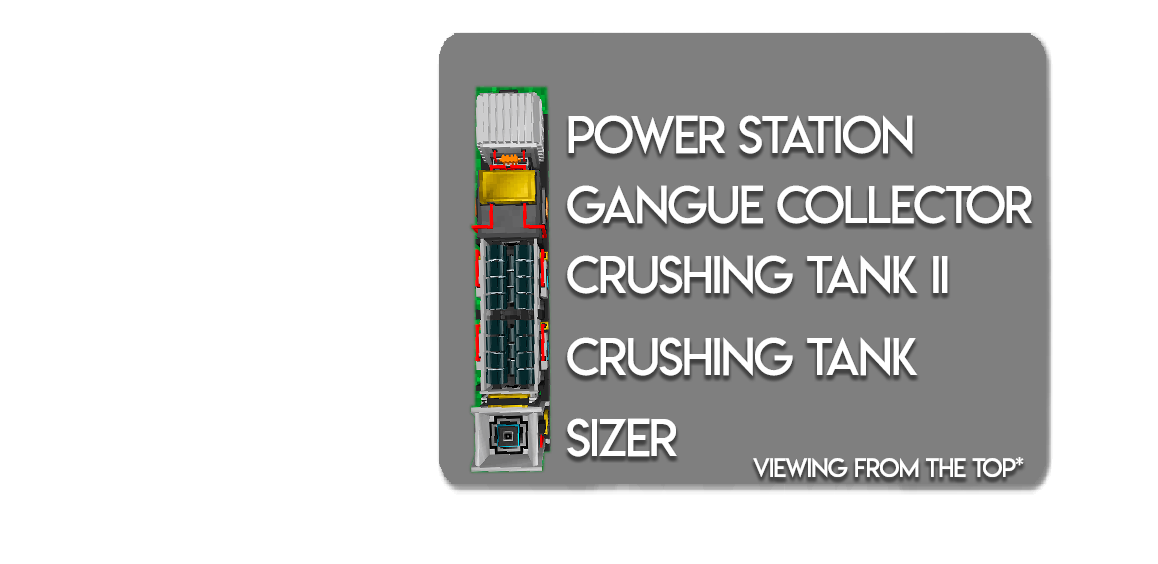 POWER STATION
GANGUE COLLECTOR
CRUSHING TANK II
CRUSHING TANK
SIZER
VIEWING FROM THE TOP*